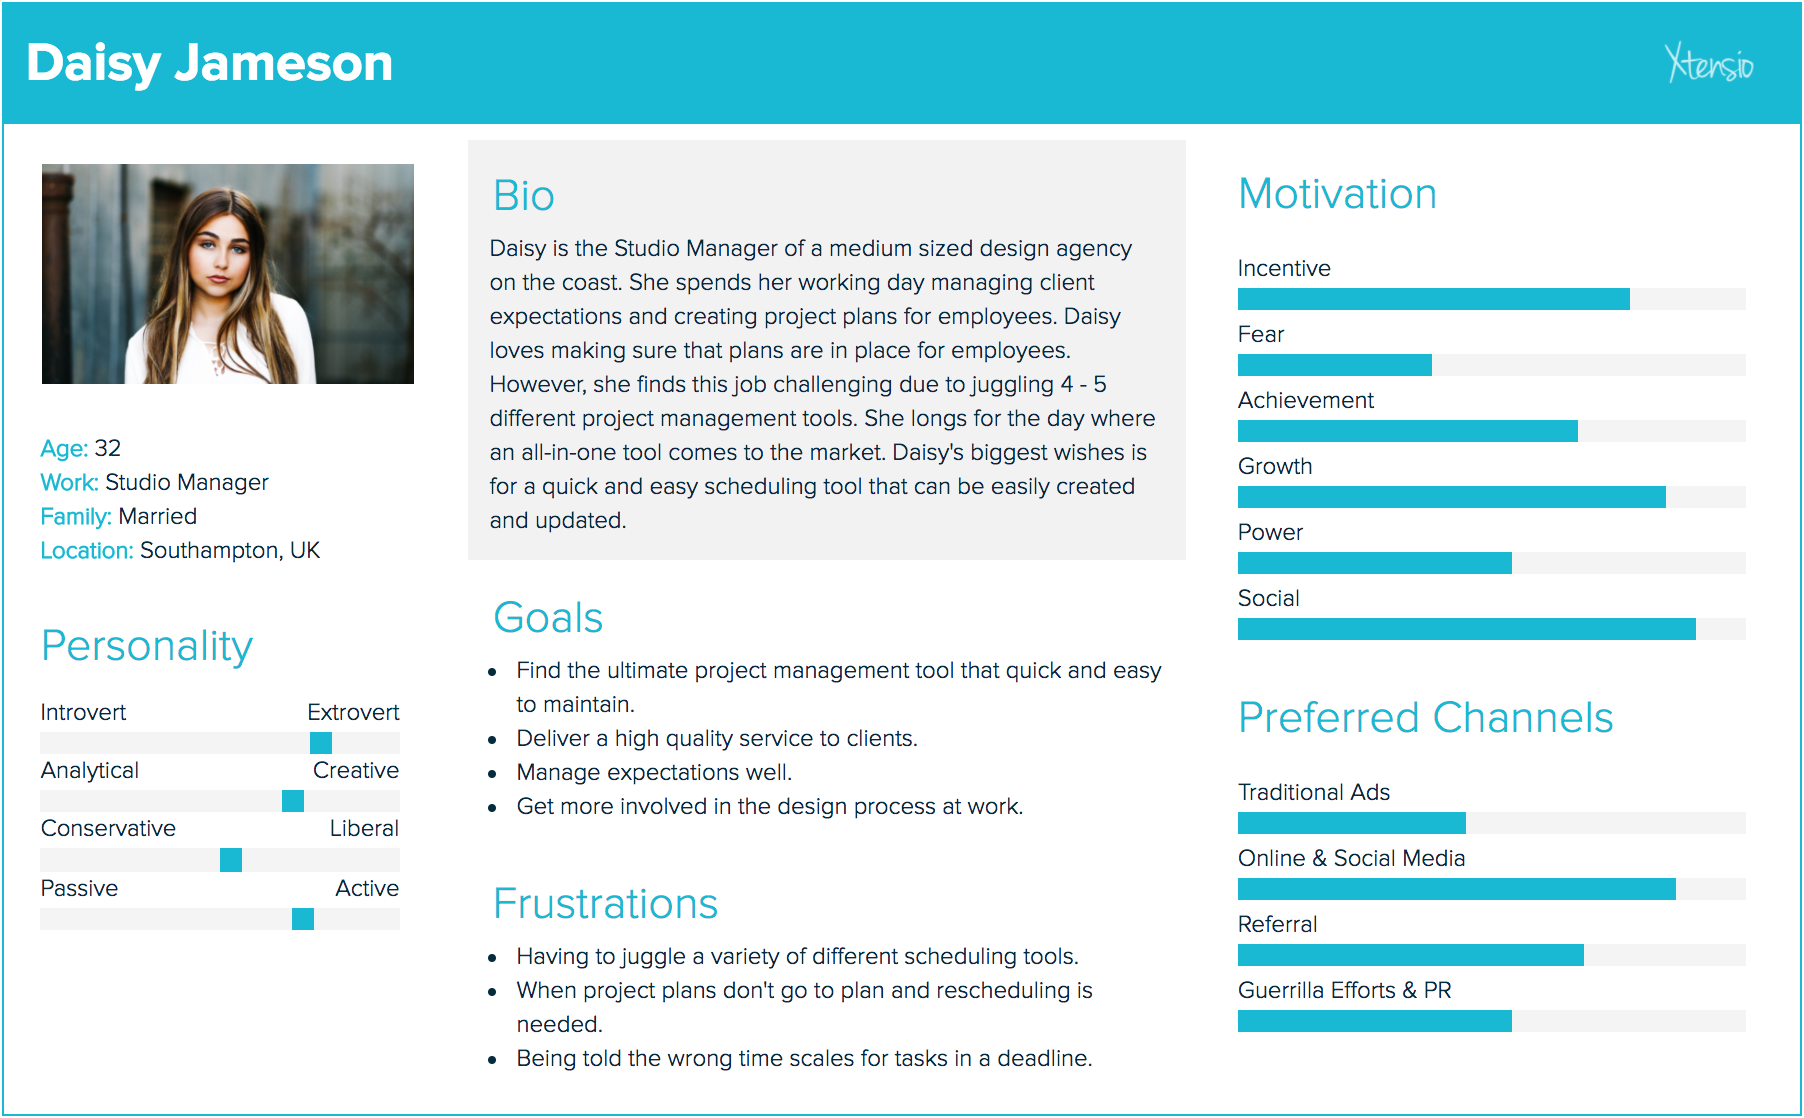 Daisy Jameson
Xtensio
Age: 32
Work: Studio Manager
Family: Married
Location: Southampton, UK
Personality
Introvert Extrovert
Analytical Creative
Conservative Liberal
Passive Active
Bio
Daisy is the Studio Manager of a medium sized design agency
on the coast. She spends her working day managing client
expectations and creating project plans for employees. Daisy
loves making sure that plans are in place for employees.
However, she finds this job challenging due to juggling 4 - 5
different project management tools. She longs for the day where
an all-in-one tool comes to the market. Daisy's biggest wishes is
for a quick and easy scheduling tool that can be easily created
and updated.
Goals
• Find the ultimate project management tool that quick and easy
to maintain.
• Deliver a high quality service to clients.
• Manage expectations well.
• Get more involved in the design process at work.
Frustrations
• Having to juggle a variety of different scheduling tools.
• When project plans don't go to plan and rescheduling is
needed.
• Being told the wrong time scales for tasks in a deadline.
Motivation
Incentive
Fear
Achievement
Growth
Power
Social
Preferred Channels
Traditional Ads
Online & Social Media
Referral
Guerrilla Efforts & PR